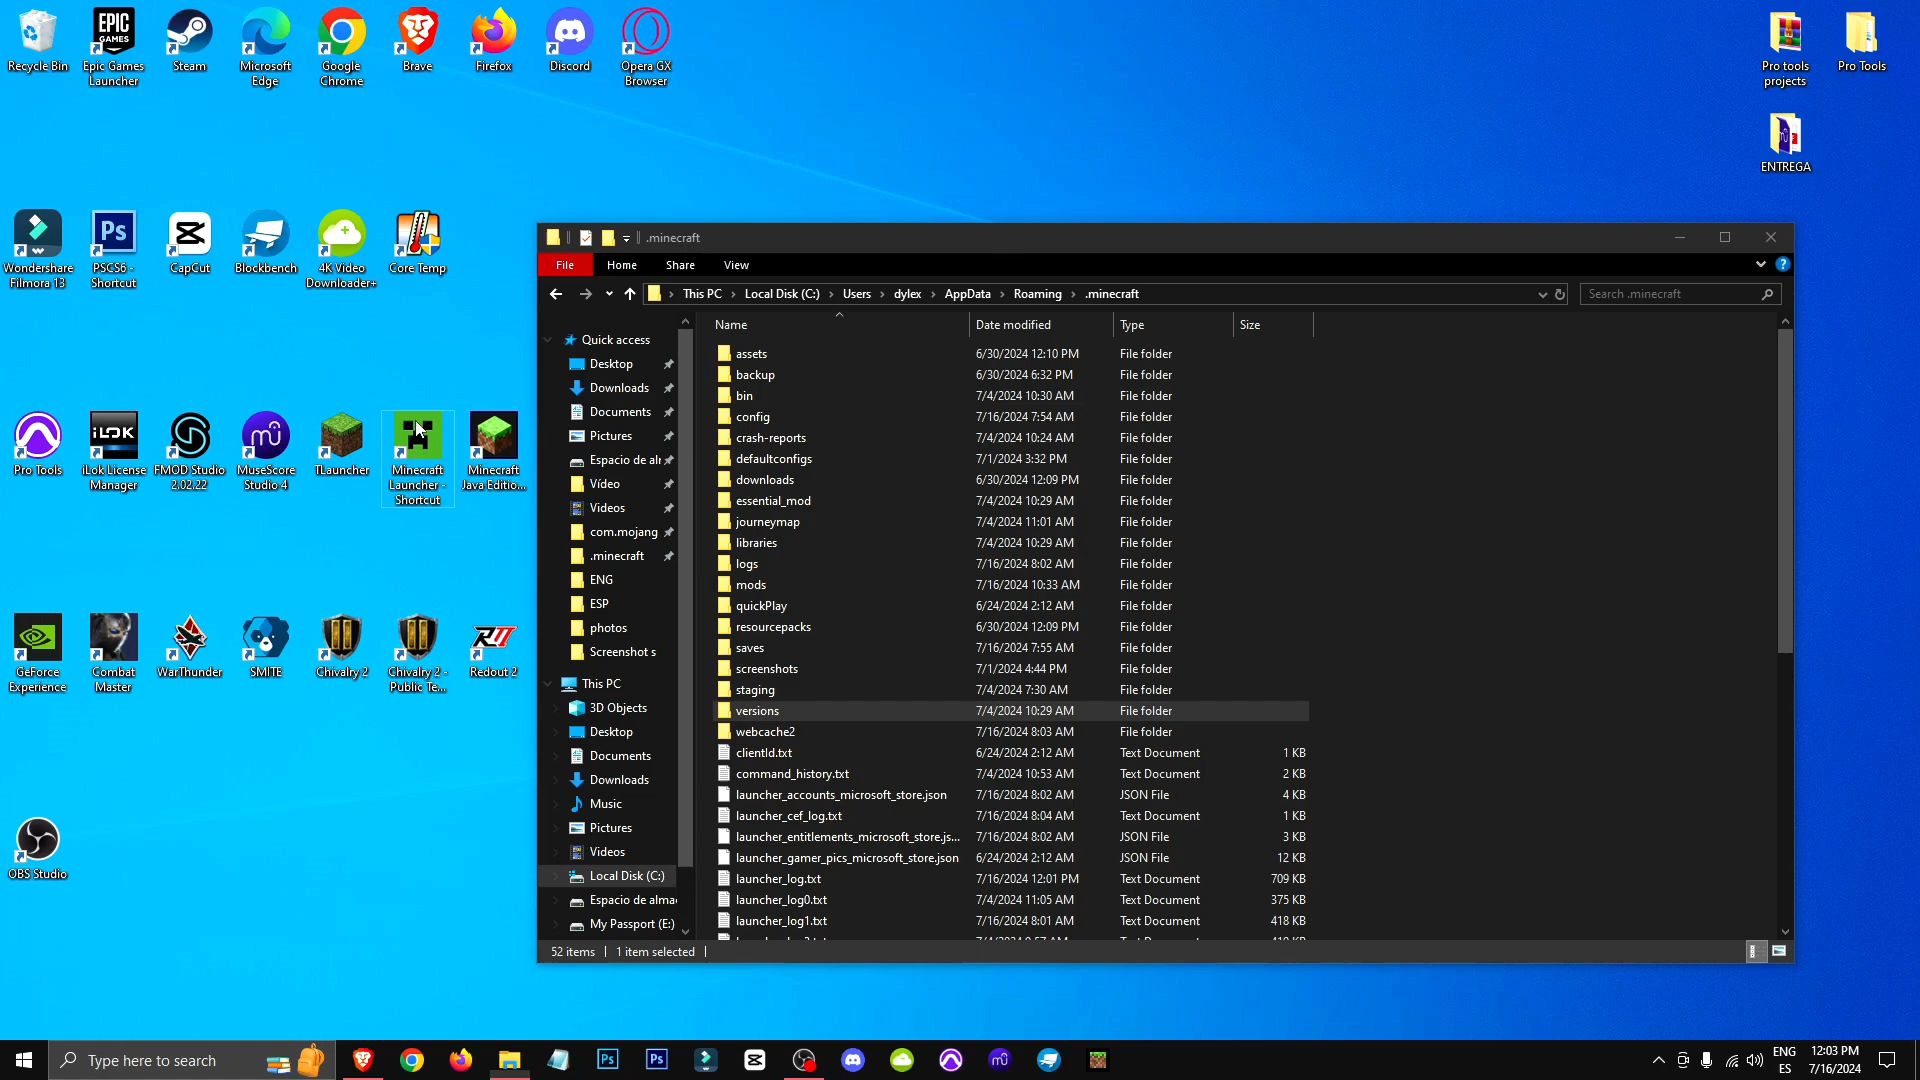 Recycle Bin
EPIC GAMES
Epic Games
Launcher
Steam
Microsoft
Edge
Google
Chrome
Brave
Firefox
Discord
Opera GX
Browser
Pro tools
projects
Pro Tools
ENTREGA
Wondershare
Filmora 13
Ps
PSCS6 -
Shortcut
CapCut
Blockbench
4K Video
Downloader+
Core Temp
Pro Tools
iLOK
iLok License
Manager
FMOD Studio
2.02.22
MuseScore
Studio 4
TLauncher
Minecraft
Launcher -
Shortcut
Minecraft
Java Editio...
GeForce
Experience
Combat
Master
WarThunder
SMITE
Chivalry 2
Chivalry 2 -
Public Te...
Redout 2
OBS Studio
.minecraft
File
Home
Share
View
This PC
Local Disk (C:)
Users
dylex
AppData
Roaming
.minecraft
Search .minecraft
Quick access
Desktop
Downloads
Documents
Pictures
Espacio de alm
Vídeo
Videos
com.mojang
.minecraft
ENG
ESP
photos
Screenshot s
This PC
3D Objects
Desktop
Documents
Downloads
Music
Pictures
Videos
Local Disk (C:)
Espacio de alma
My Passport (E:)
Name Date modified Type Size
assets 6/30/2024 12:10 PM File folder
backup 6/30/2024 6:32 PM File folder
bin 7/4/2024 10:30 AM File folder
config 7/16/2024 7:54 AM File folder
crash-reports 7/4/2024 10:24 AM File folder
defaultconfigs 7/1/2024 3:32 PM File folder
downloads 6/30/2024 12:09 PM File folder
essential_mod 7/4/2024 10:29 AM File folder
journeymap 7/4/2024 11:01 AM File folder
libraries 7/4/2024 10:29 AM File folder
logs 7/16/2024 8:02 AM File folder
mods 7/16/2024 10:33 AM File folder
quickPlay 6/24/2024 2:12 AM File folder
resourcepacks 6/30/2024 12:09 PM File folder
saves 7/16/2024 7:55 AM File folder
screenshots 7/1/2024 4:44 PM File folder
staging 7/4/2024 7:30 AM File folder
versions 7/4/2024 10:29 AM File folder
webcache2 7/16/2024 8:03 AM File folder
clientId.txt 6/24/2024 2:12 AM Text Document 1 KB
command_history.txt 7/4/2024 10:53 AM Text Document 2 KB
launcher_accounts_microsoft_store.json 7/16/2024 8:02 AM JSON File 4 KB
launcher_cef_log.txt 7/16/2024 8:04 AM Text Document 1 KB
launcher_entitlements_microsoft_store.js... 7/16/2024 8:02 AM JSON File 3 KB
launcher_gamer_pics_microsoft_store.json 6/24/2024 2:12 AM JSON File 12 KB
launcher_log.txt 7/16/2024 12:01 PM Text Document 709 KB
launcher_log0.txt 7/4/2024 11:05 AM Text Document 375 KB
launcher_log1.txt 7/16/2024 8:01 AM Text Document 418 KB
52 items 1 item selected
Type here to search
Ps
Ps
ENG
ES
12:03 PM
7/16/2024